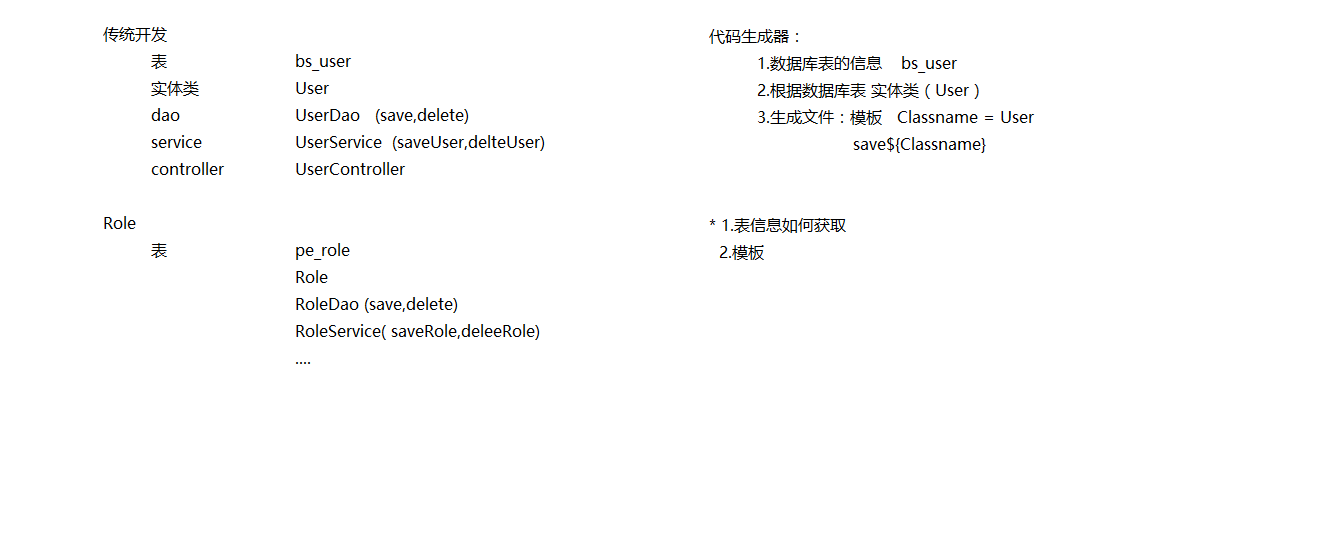 传统开发
表 bs_user
实体类 User
dao UserDao (save,delete)
service UserService (saveUser,delteUser)
controller UserController
Role
表 pe_role
Role
RoleDao (save,delete)
RoleService( saveRole,deleeRole)
....
代码生成器：
1.数据库表的信息 bs_user
2.根据数据库表 实体类（User）
3.生成文件：模板 Classname = User
save${Classname}
* 1.表信息如何获取
2.模板